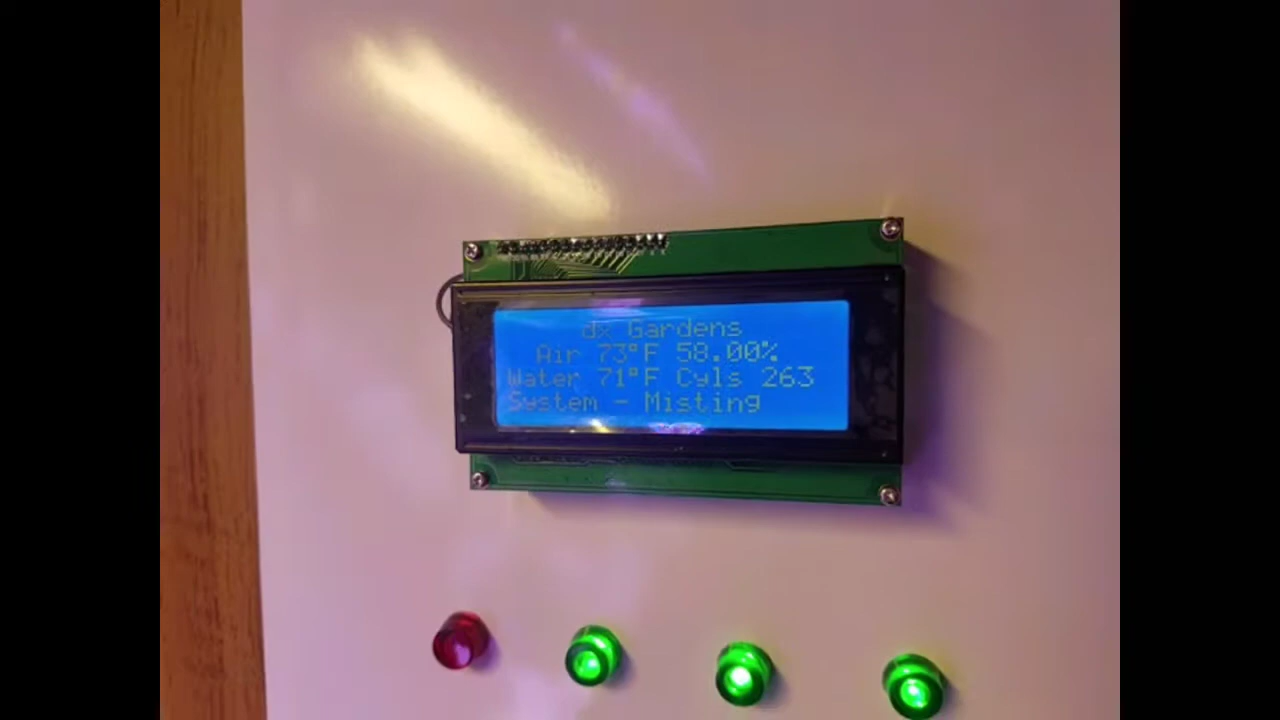 dx Gardens
Air 73°F 58.00%
Water 71°F Cyls 263
System - Misting